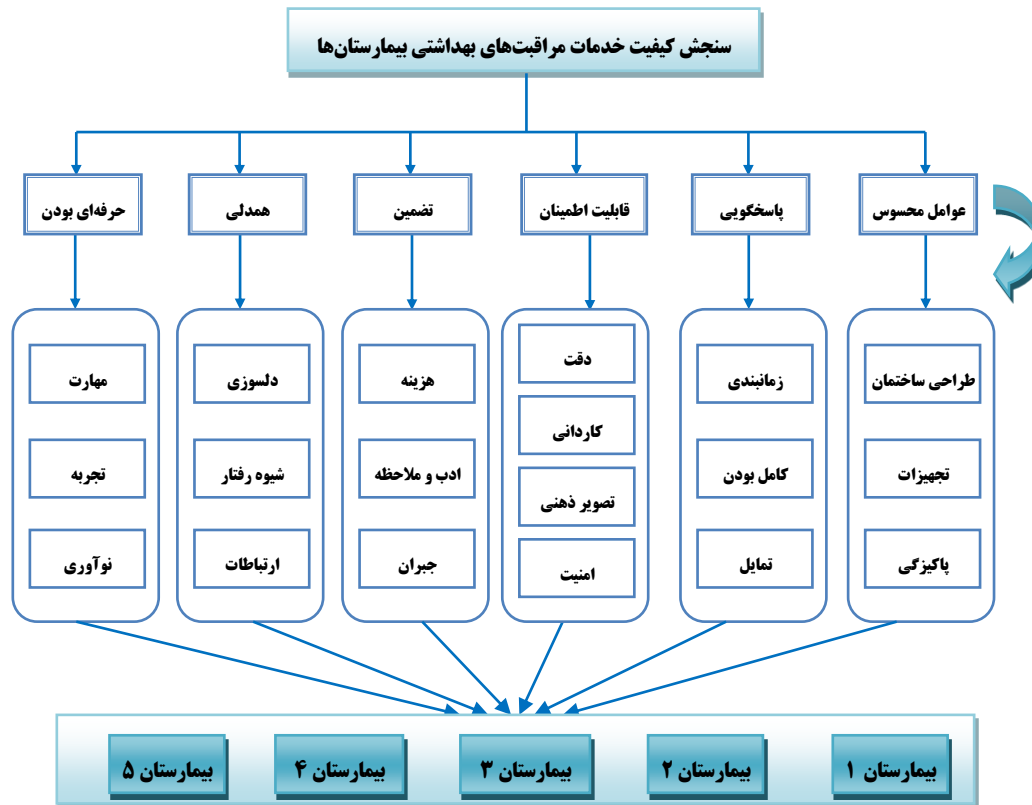 سنجش کیفیت خدمات مراقبت‌های بهداشتی بیمارستان‌ها
عوامل محسوس
پاسخگویی
قابلیت اطمینان
تضمین
همدلی
حرفه‌ای بودن
طراحی ساختمان
تجهیزات
پاکیزگی
زمانبندی
کامل بودن
تمایل
دقت
کاردانی
تصویر ذهنی
امنیت
هزینه
ادب و ملاحظه
جبران
دلسوزی
شیوه رفتار
ارتباطات
مهارت
تجربه
نوآوری
بیمارستان ۱
بیمارستان ۲
بیمارستان ۳
بیمارستان ۴
بیمارستان ۵